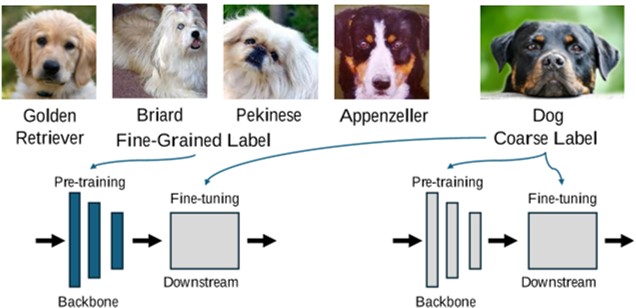 Golden Retriever
Briard
Pekinese
Appenzeller
Dog
Fine-Grained Label
Coarse Label
Pre-training
Fine-tuning
Backbone
Downstream
Pre-training
Fine-tuning
Backbone
Downstream